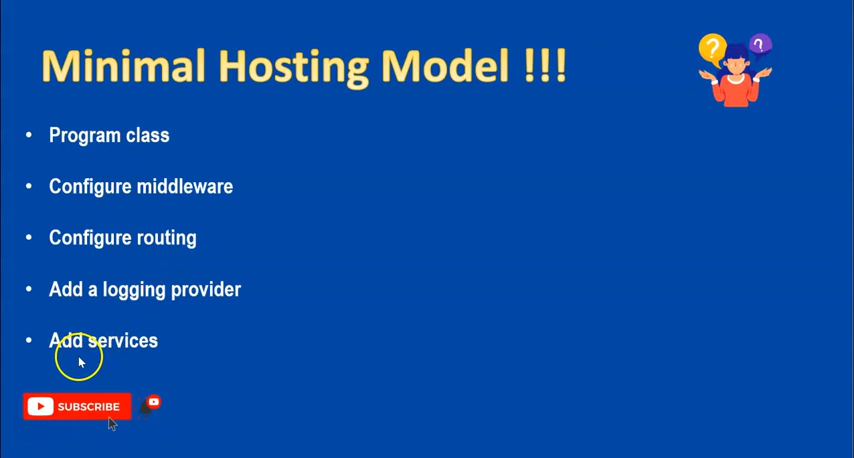 Minimal Hosting Model !!!
? ?
• Program class
• Configure middleware
• Configure routing
• Add a logging provider
• Add services
SUBSCRIBE